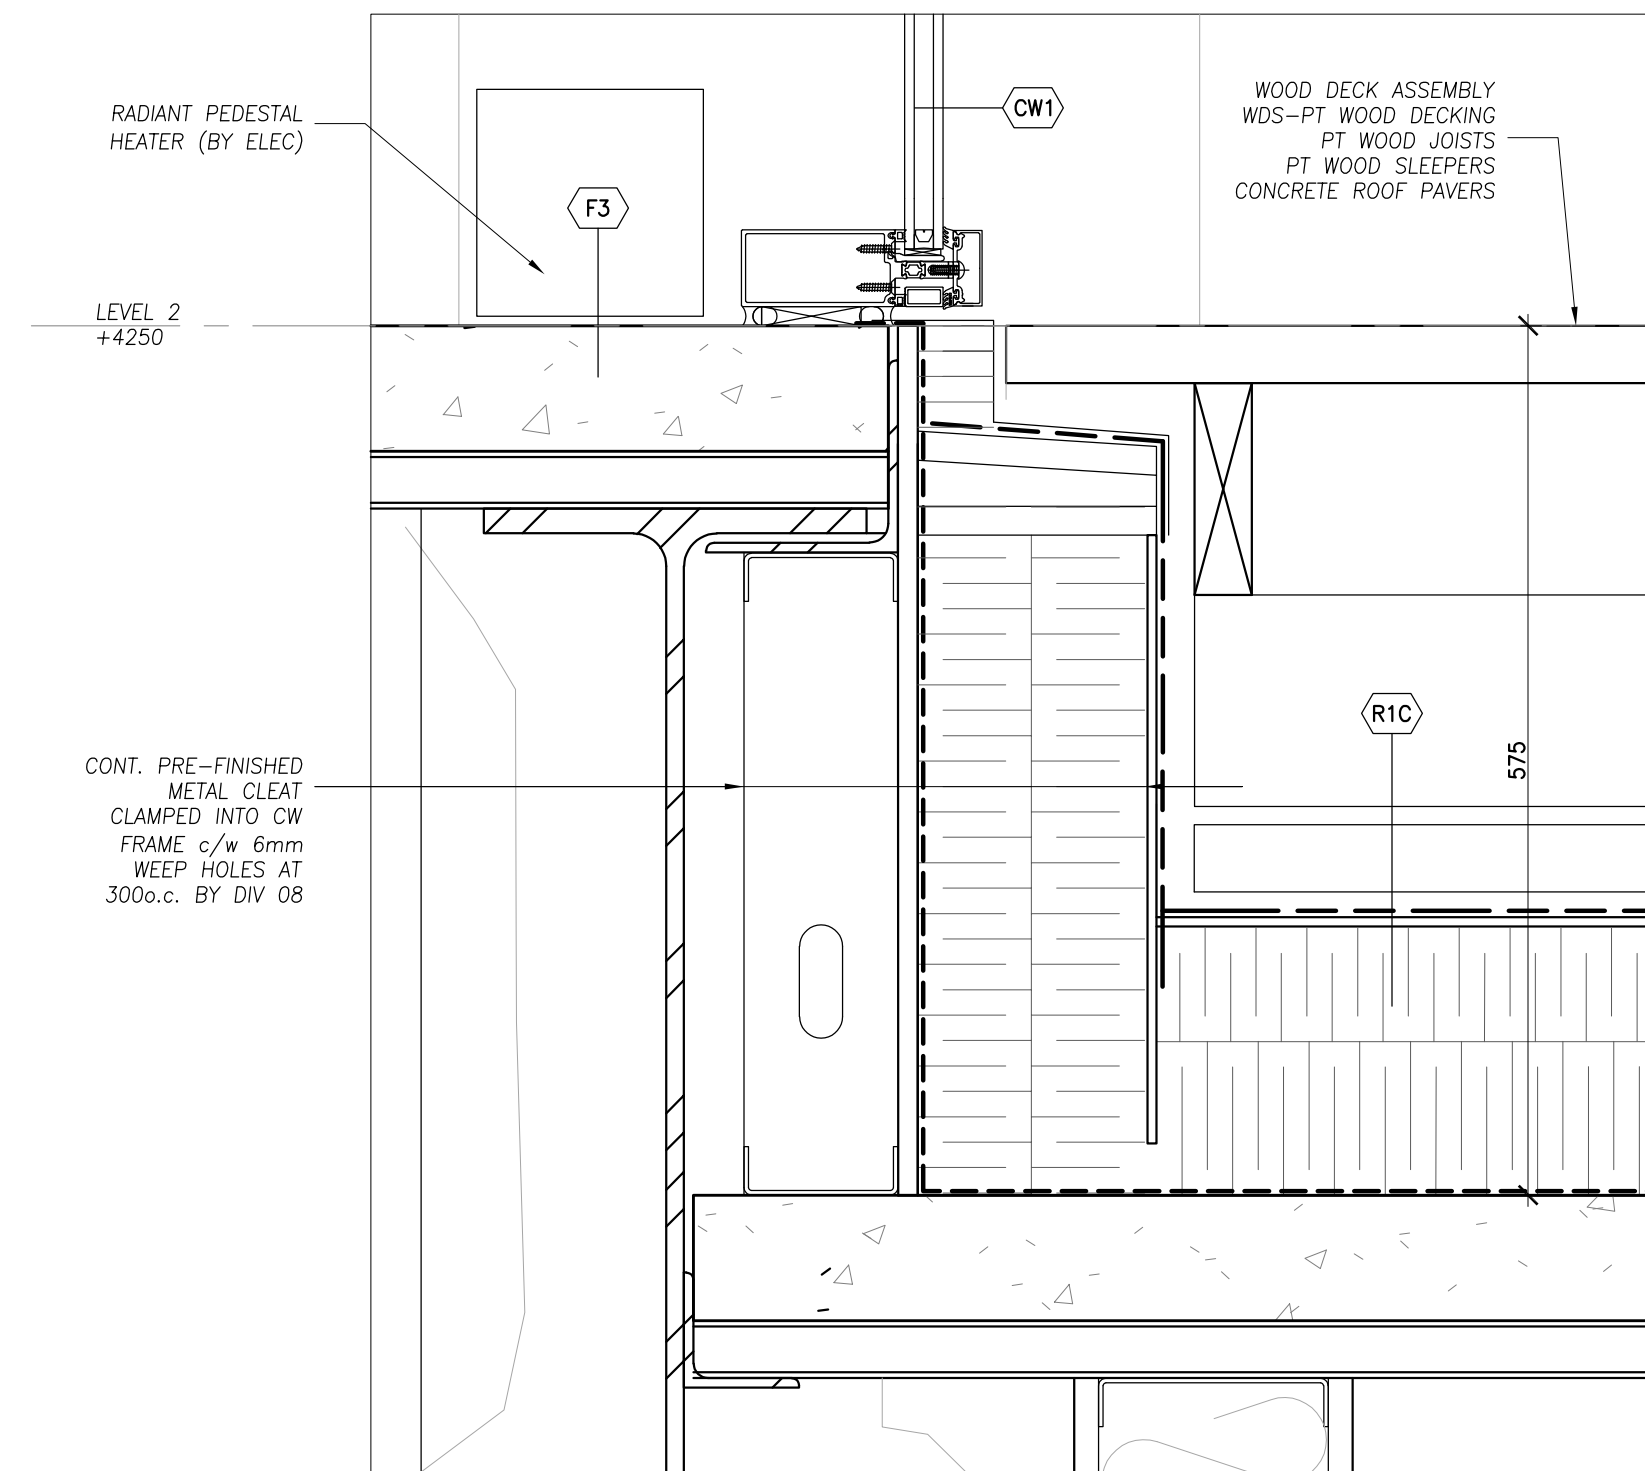 RADIANT PEDESTAL
HEATER (BY ELEC)
F3
CW1
WOOD DECK ASSEMBLY
WDS-PT WOOD DECKING
PT WOOD JOISTS
PT WOOD SLEEPERS
CONCRETE ROOF PAVERS
LEVEL 2
+4250
CONT. PRE-FINISHED
METAL CLEAT
CLAMPED INTO CW
FRAME c/w 6mm
WEEP HOLES AT
300o.c. BY DIV 08
R1C
575